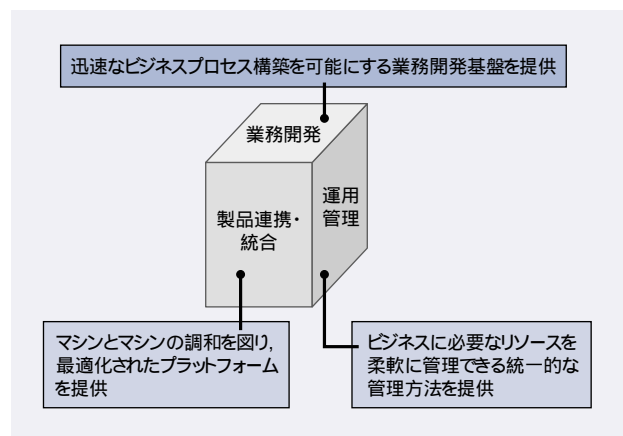 迅速なビジネスプロセス構築を可能にする業務開発基盤を提供
業務開発
製品連携・
統合
運用
管理
マシンとマシンの調和を図り,
最適化されたプラットフォーム
を提供
ビジネスに必要なリソースを
柔軟に管理できる統一的な
管理方法を提供